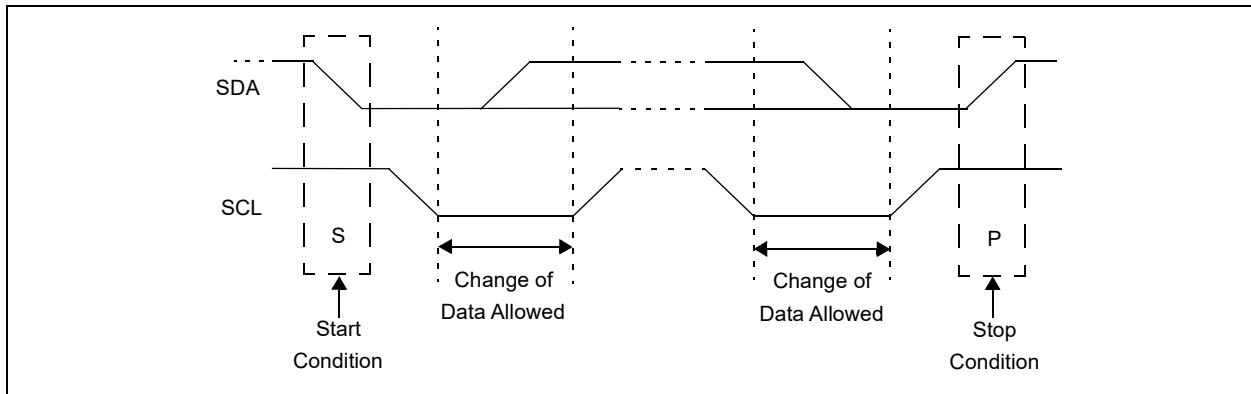 SDA
SCL
S
P
Change of
Data Allowed
Change of
Data Allowed
Start
Condition
Stop
Condition